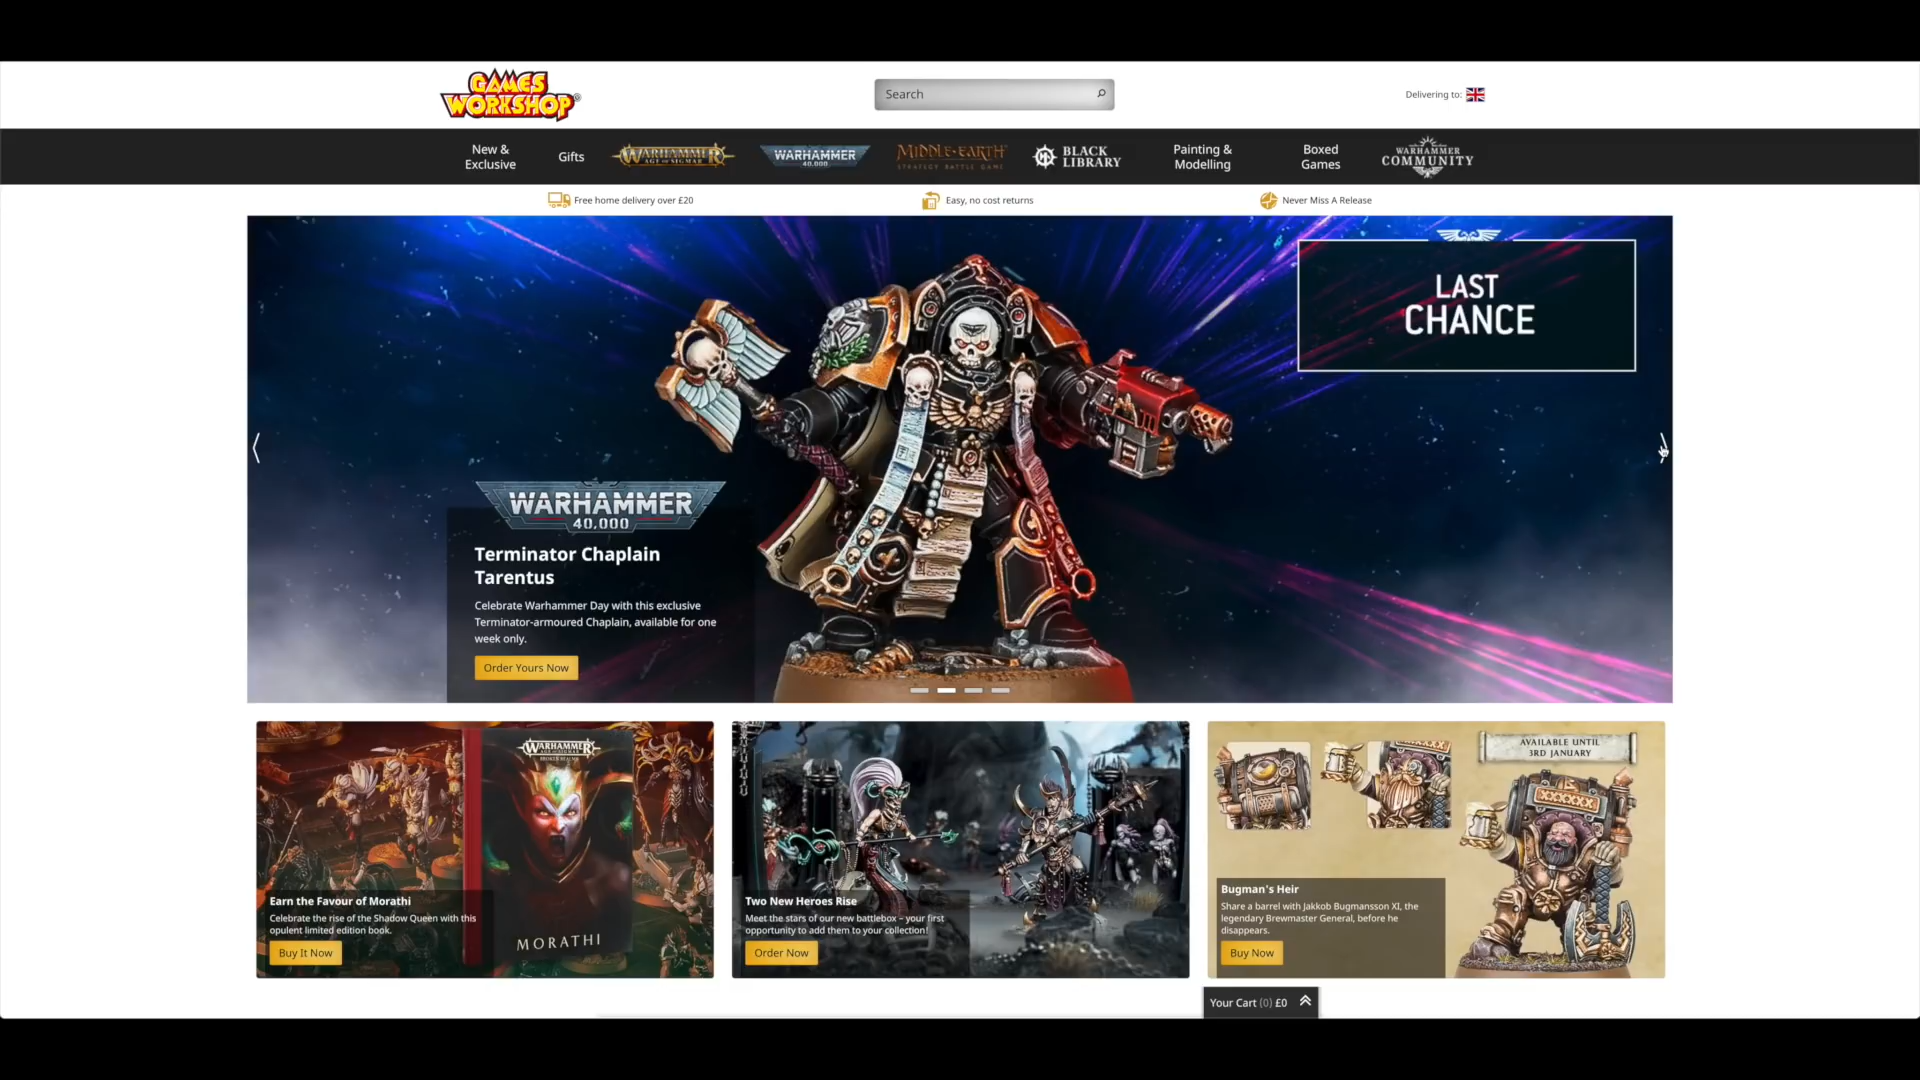 GAMES
WORKSHOP
Search
Delivering to:
New &
Exclusive
Gifts
WARHAMMER
AGE OF SIGMAR
WARHAMMER
40,000
MIDDLE-EARTH
STRATEGY BATTLE GAME
BLACK
LIBRARY
Painting &
Modelling
Boxed
Games
WARHAMMER
COMMUNITY
Free home delivery over £20
Easy, no cost returns
Never Miss A Release
LAST
CHANCE
WARHAMMER
40,000
Terminator Chaplain
Tarentus
Celebrate Warhammer Day with this exclusive
Terminator-armoured Chaplain, available for one
week only.
Order Yours Now
WARHAMMER
AGE OF SIGMAR
BROKEN REALMS
MORATHI
Earn the Favour of Morathi
Celebrate the rise of the Shadow Queen with this
opulent limited edition book.
Buy It Now
Two New Heroes Rise
Meet the stars of our new battlebox – your first
opportunity to add them to your collection!
Order Now
AVAILABLE UNTIL
3RD JANUARY
XXXXXX
Bugman's Heir
Share a barrel with Jakkob Bugmansson XI, the
legendary Brewmaster General, before he
disappears.
Buy Now
Your Cart (0) £0